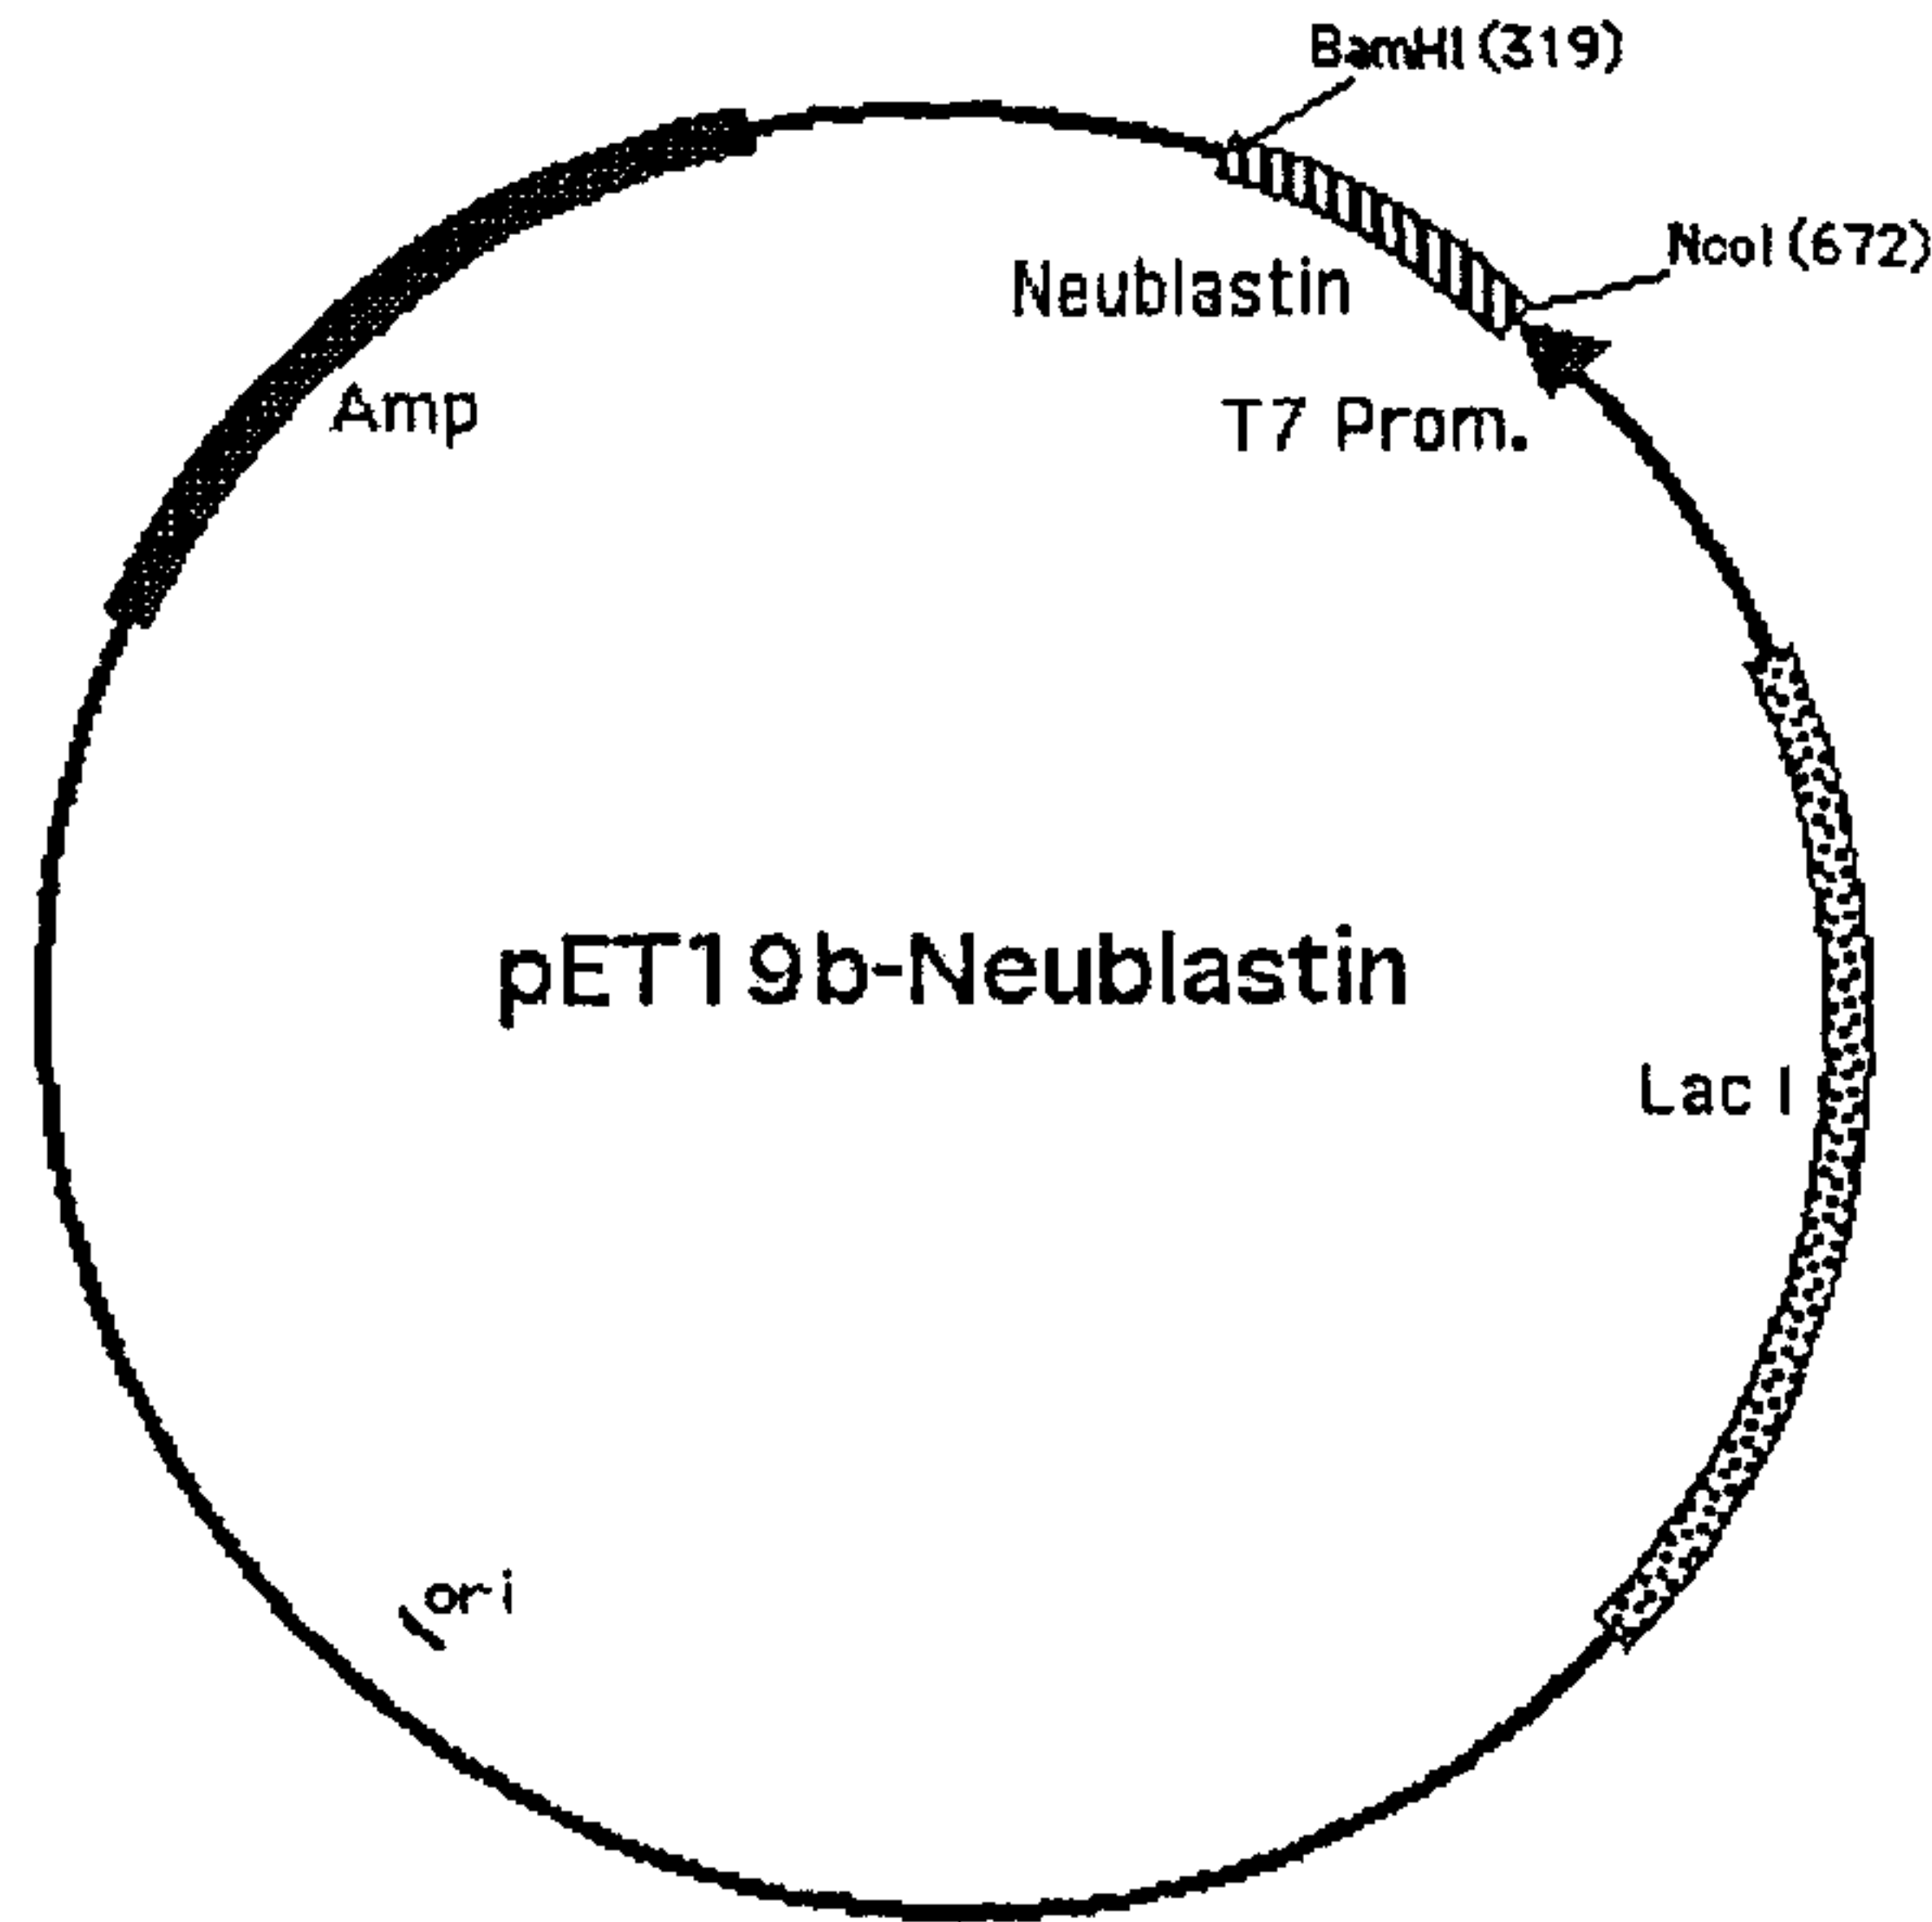 BamHI (319)
NcoI (672)
Neublastin
T7 Prom.
Amp
pET19b-Neublastin
Lac I
ori